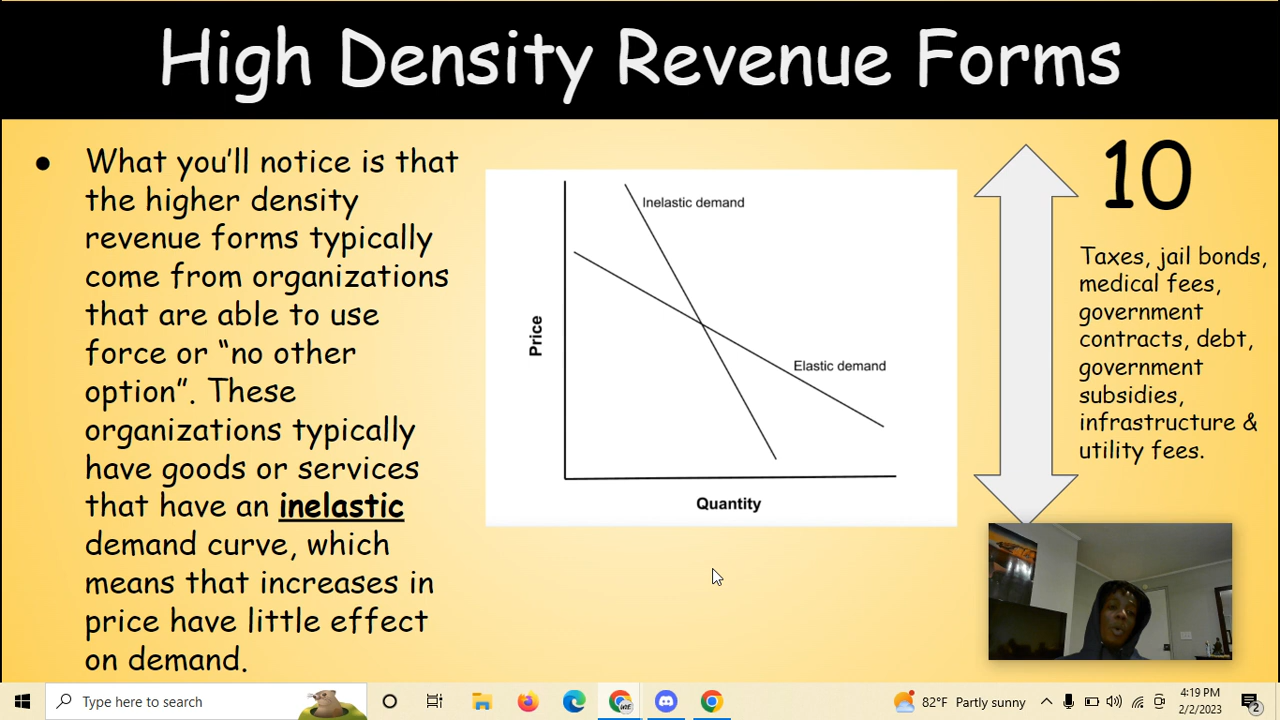 High Density Revenue Forms
● What you'll notice is that
the higher density
revenue forms typically
come from organizations
that are able to use
force or “no other
option”. These
organizations typically
have goods or services
that have an inelastic
demand curve, which
means that increases in
price have little effect
on demand.
Inelastic demand
Elastic demand
Price
Quantity
10
Taxes, jail bonds,
medical fees,
government
contracts, debt,
government
subsidies,
infrastructure &
utility fees.
Type here to search
82°F Partly sunny
4:19 PM
2/2/2023
2